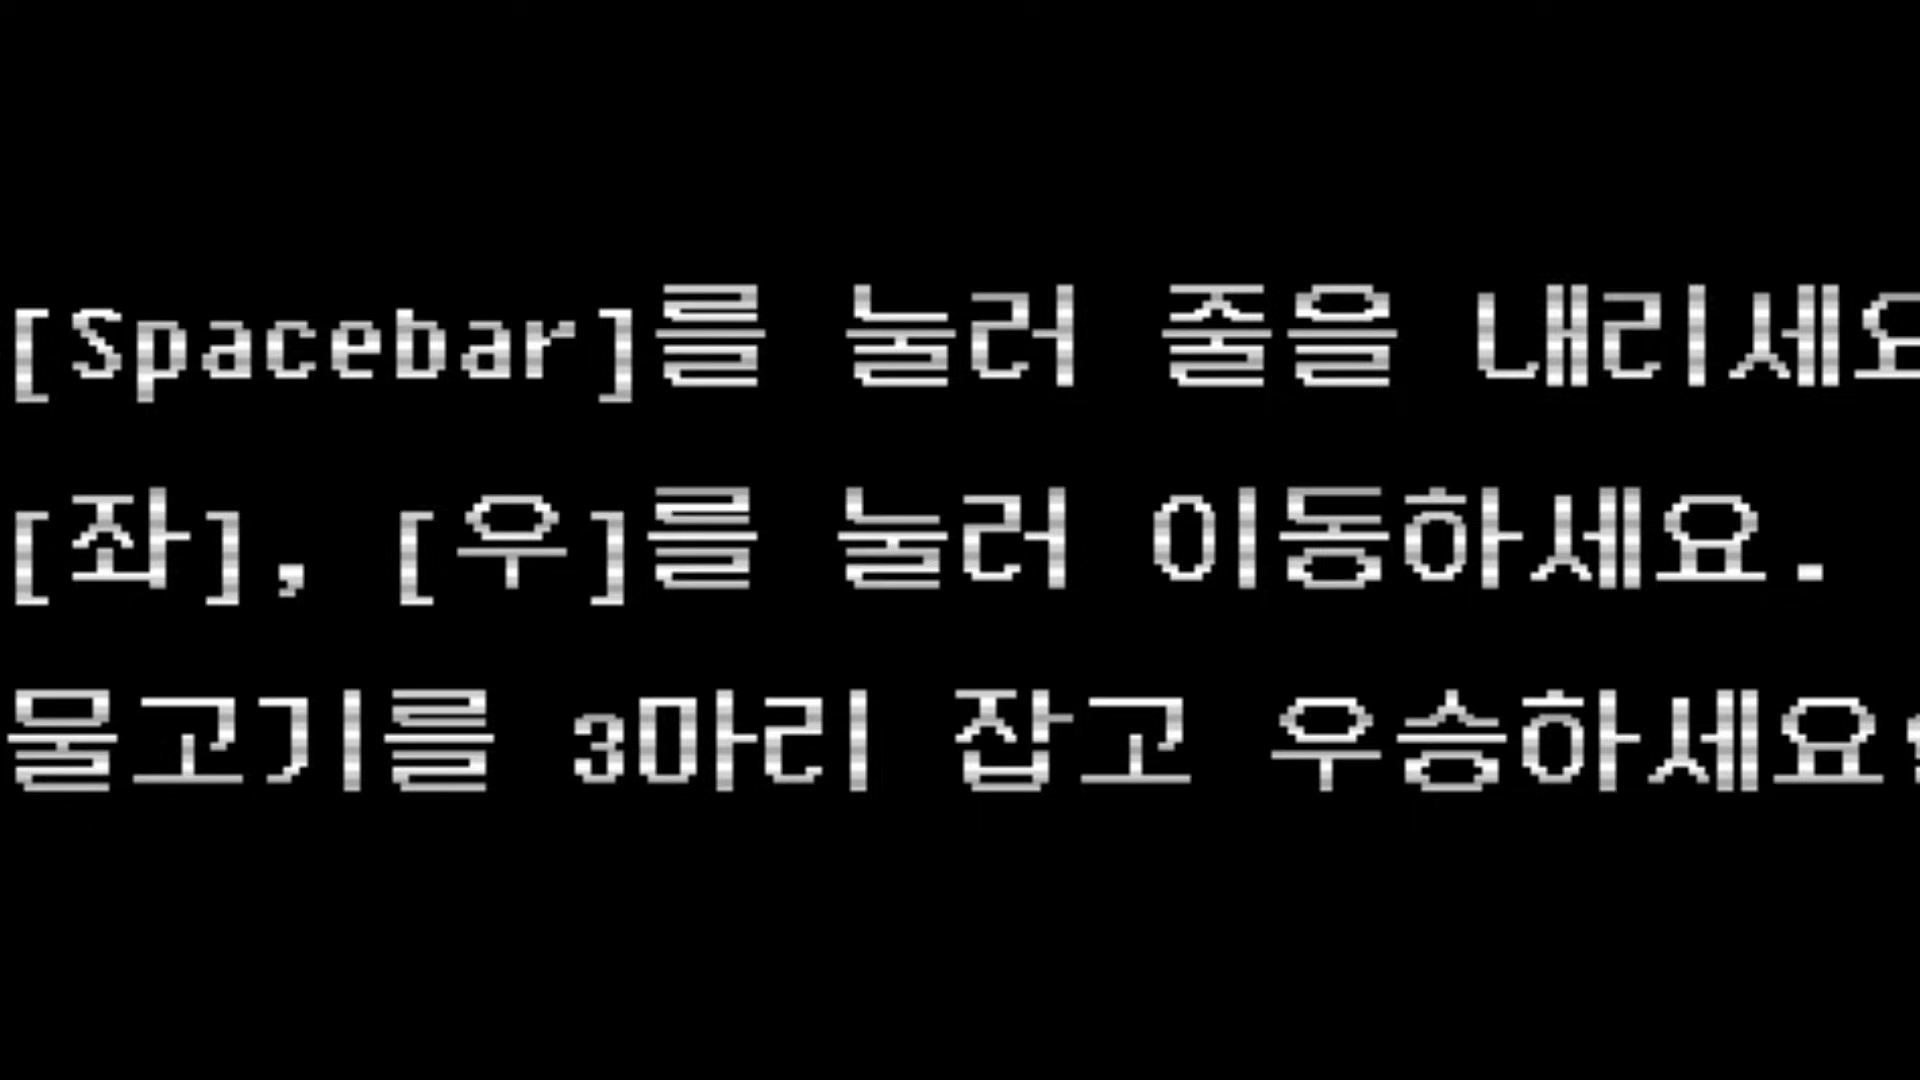 [Spacebar]를 눌러 줄을 내리세요
[좌], [우]를 눌러 이동하세요.
물고기를 3마리 잡고 우승하세요